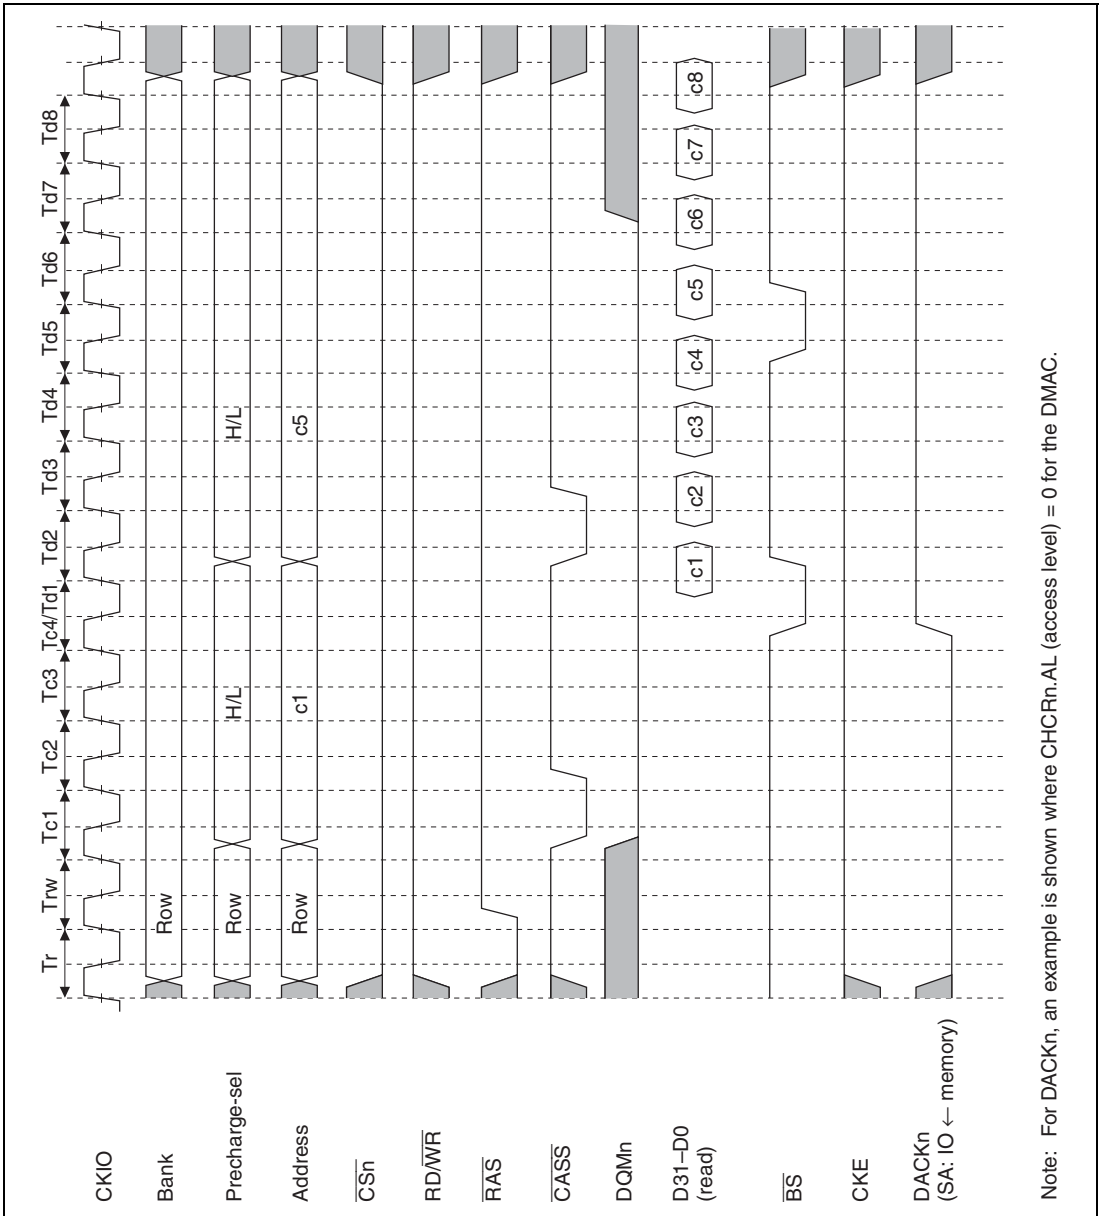 Tr Trw Tc1 Tc2 Tc3 Tc4/Td1 Td2 Td3 Td4 Td5 Td6 Td7 Td8
CKIO
Bank Row
Precharge-sel Row H/L H/L
Address Row c1 c5
CSn
RD/WR
RAS
CASS
DQMn
D31–D0 c1 c2 c3 c4 c5 c6 c7 c8
(read)
BS
CKE
DACKn
(SA: IO ← memory)
Note: For DACKn, an example is shown where CHCRn.AL (access level) = 0 for the DMAC.